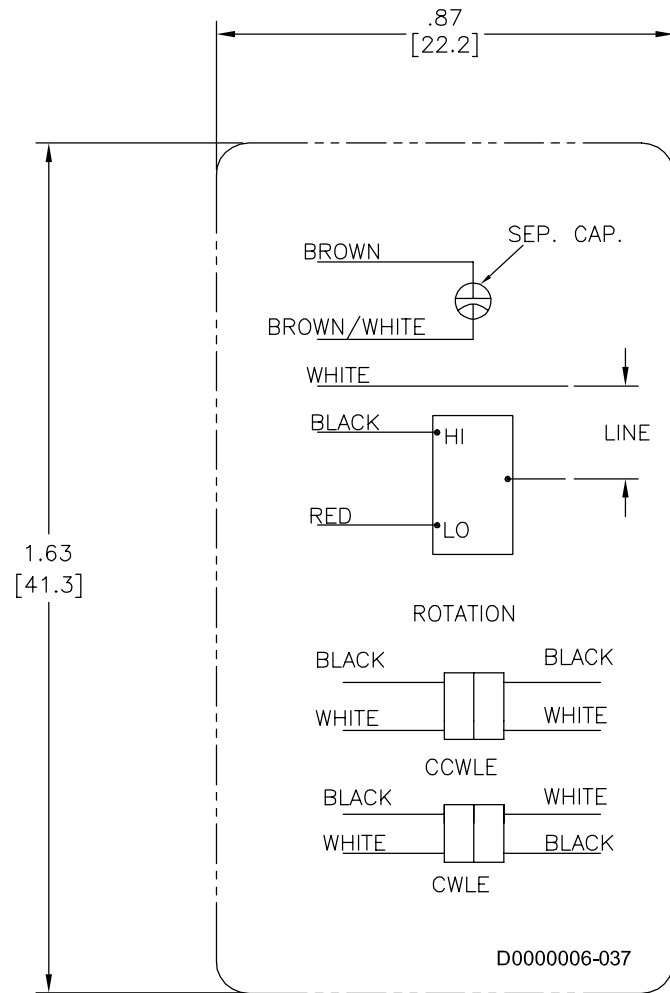 .87
[22.2]
SEP. CAP.
BROWN
BROWN/WHITE
WHITE
BLACK
HI
LINE
RED
LO
1.63
[41.3]
ROTATION
BLACK BLACK
WHITE WHITE
CCWLE
BLACK WHITE
WHITE BLACK
CWLE
D0000006-037